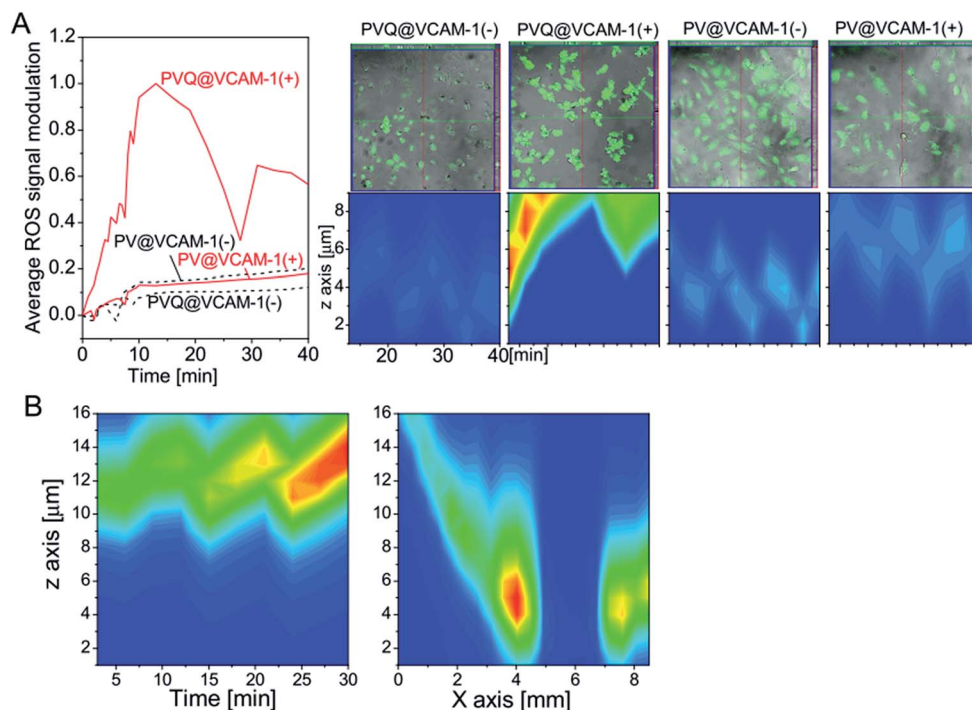 A
Average ROS signal modulation
1.2
1.0
0.8
0.6
0.4
0.2
0.0
PVQ@VCAM-1(+)
PV@VCAM-1(-)
PV@VCAM-1(+)
PVQ@VCAM-1(-)
0 10 20 30 40
Time [min]
PVQ@VCAM-1(-) PVQ@VCAM-1(+) PV@VCAM-1(-) PV@VCAM-1(+)
z axis [µm]
8
6
4
2
20 30 40[min]
B
z axis [µm]
16
14
12
10
8
6
4
2
5 10 15 20 25 30
Time [min]
16
14
12
10
8
6
4
2
0 2 4 6 8
X axis [mm]